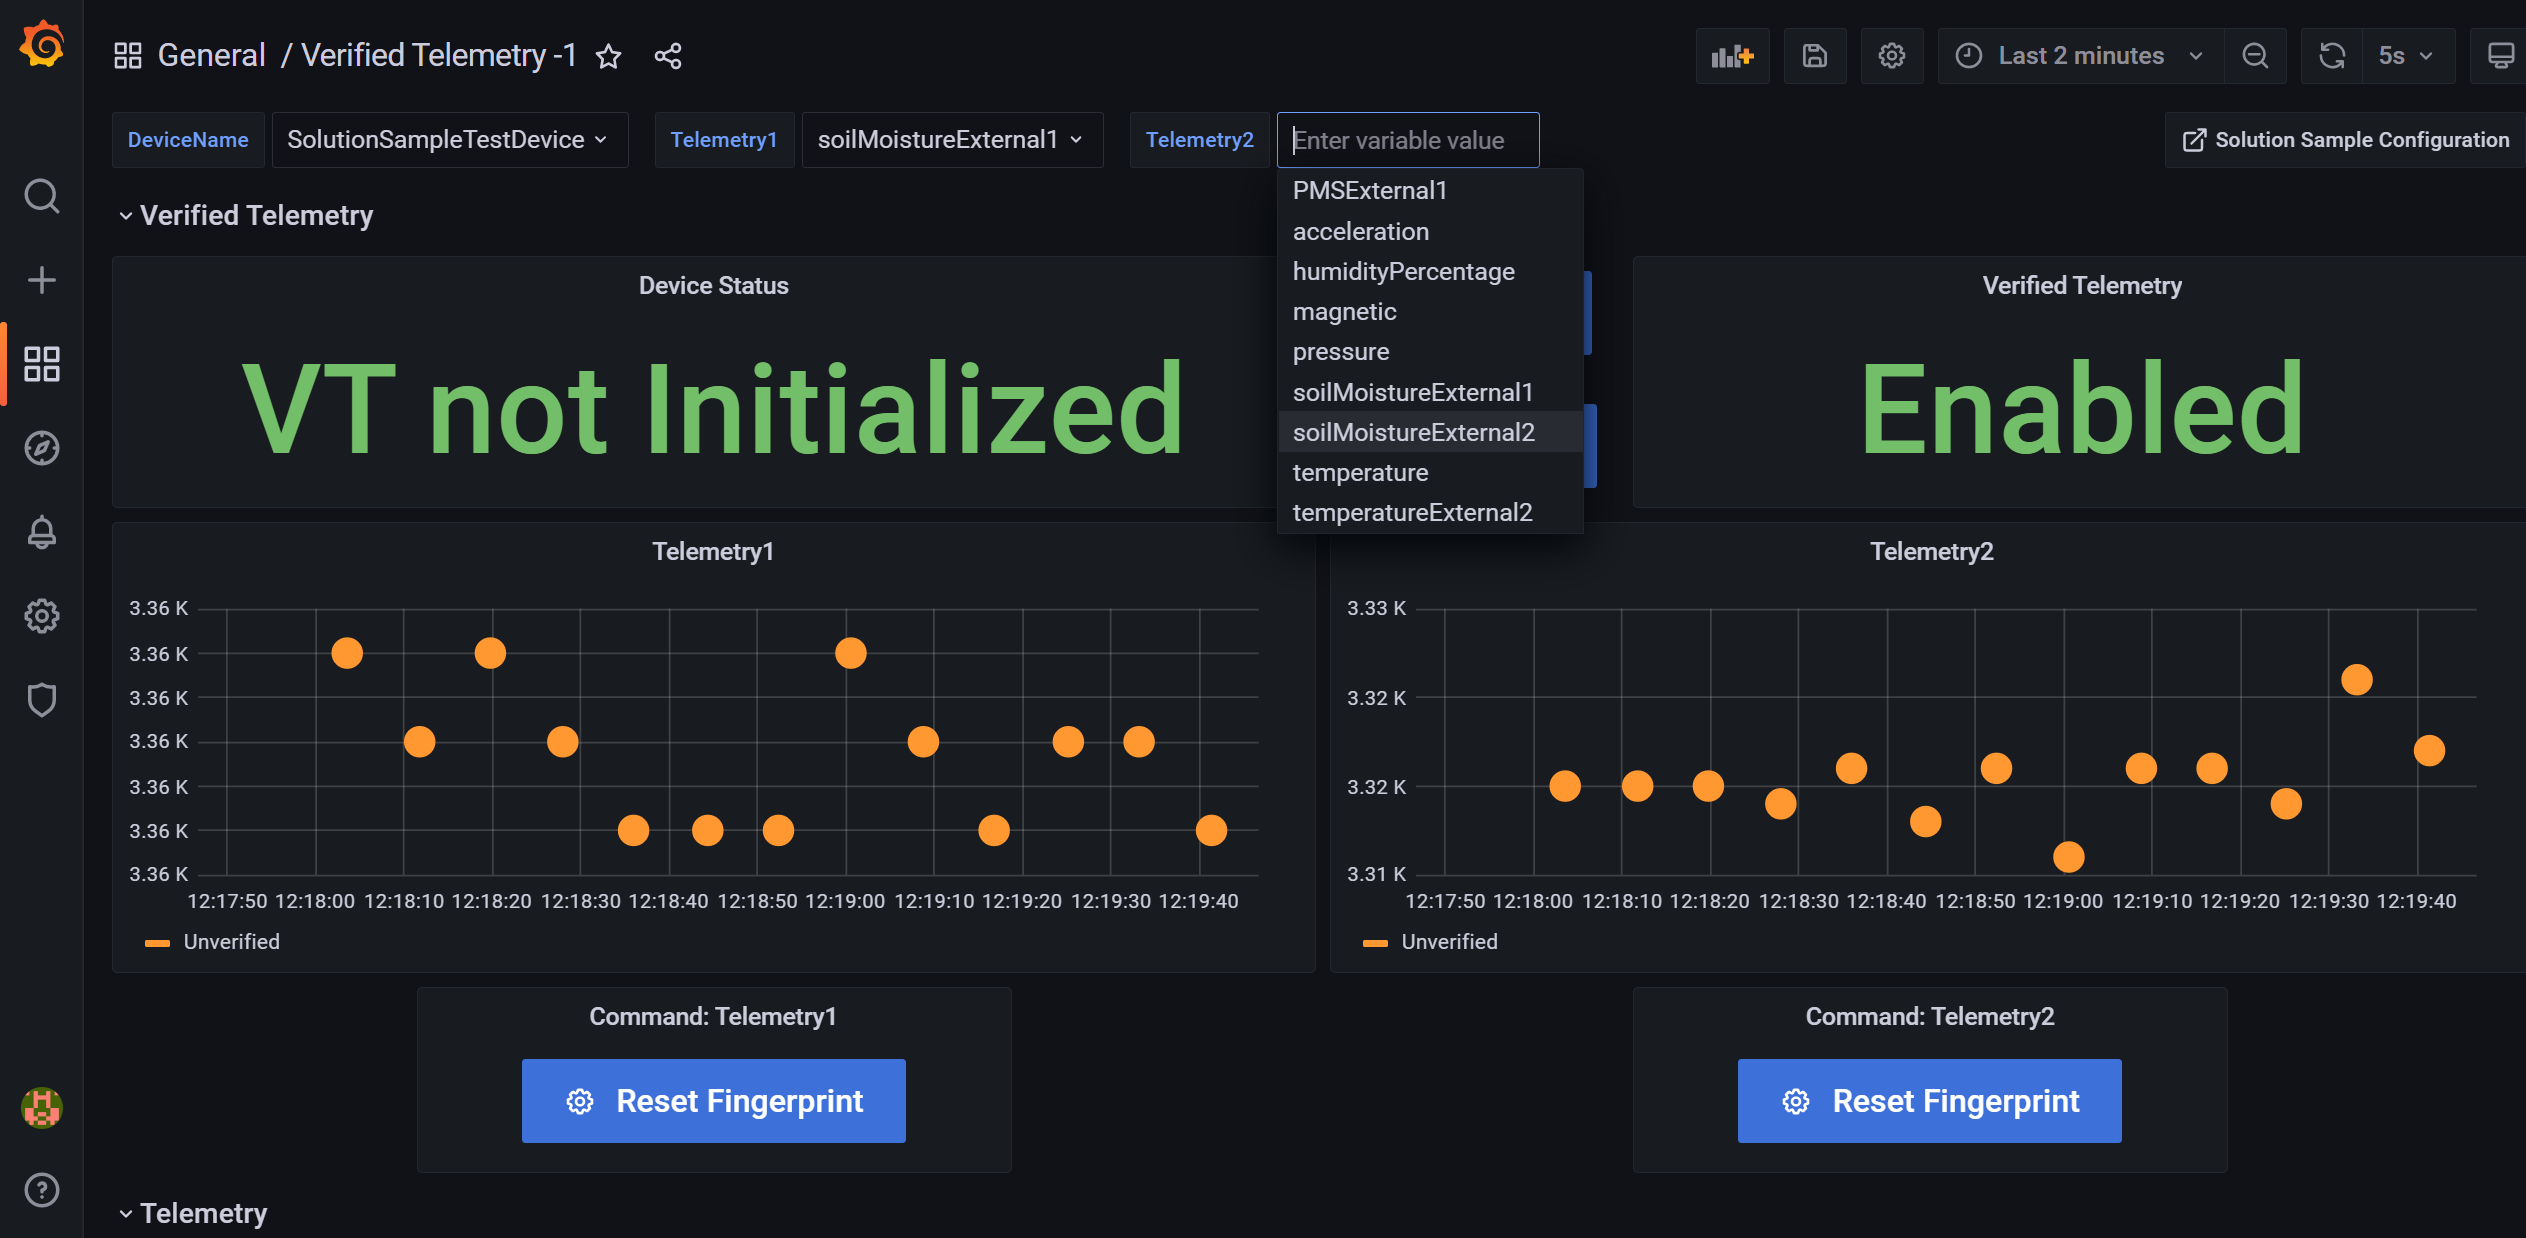 General / Verified Telemetry -1
Last 2 minutes
5s
DeviceName
SolutionSampleTestDevice
Telemetry1
soilMoistureExternal1
Telemetry2
Enter variable value
Solution Sample Configuration
PMSExternal1
acceleration
humidityPercentage
magnetic
pressure
soilMoistureExternal1
soilMoistureExternal2
temperature
temperatureExternal2
Verified Telemetry
Device Status
VT not Initialized
Verified Telemetry
Enabled
Telemetry1
3.36 K
3.36 K
3.36 K
3.36 K
3.36 K
3.36 K
3.36 K
12:17:50 12:18:00 12:18:10 12:18:20 12:18:30 12:18:40 12:18:50 12:19:00 12:19:10 12:19:20 12:19:30 12:19:40
Unverified
Telemetry2
3.33 K
3.32 K
3.32 K
3.31 K
12:17:50 12:18:00 12:18:10 12:18:20 12:18:30 12:18:40 12:18:50 12:19:00 12:19:10 12:19:20 12:19:30 12:19:40
Unverified
Command: Telemetry1
Reset Fingerprint
Command: Telemetry2
Reset Fingerprint
Telemetry